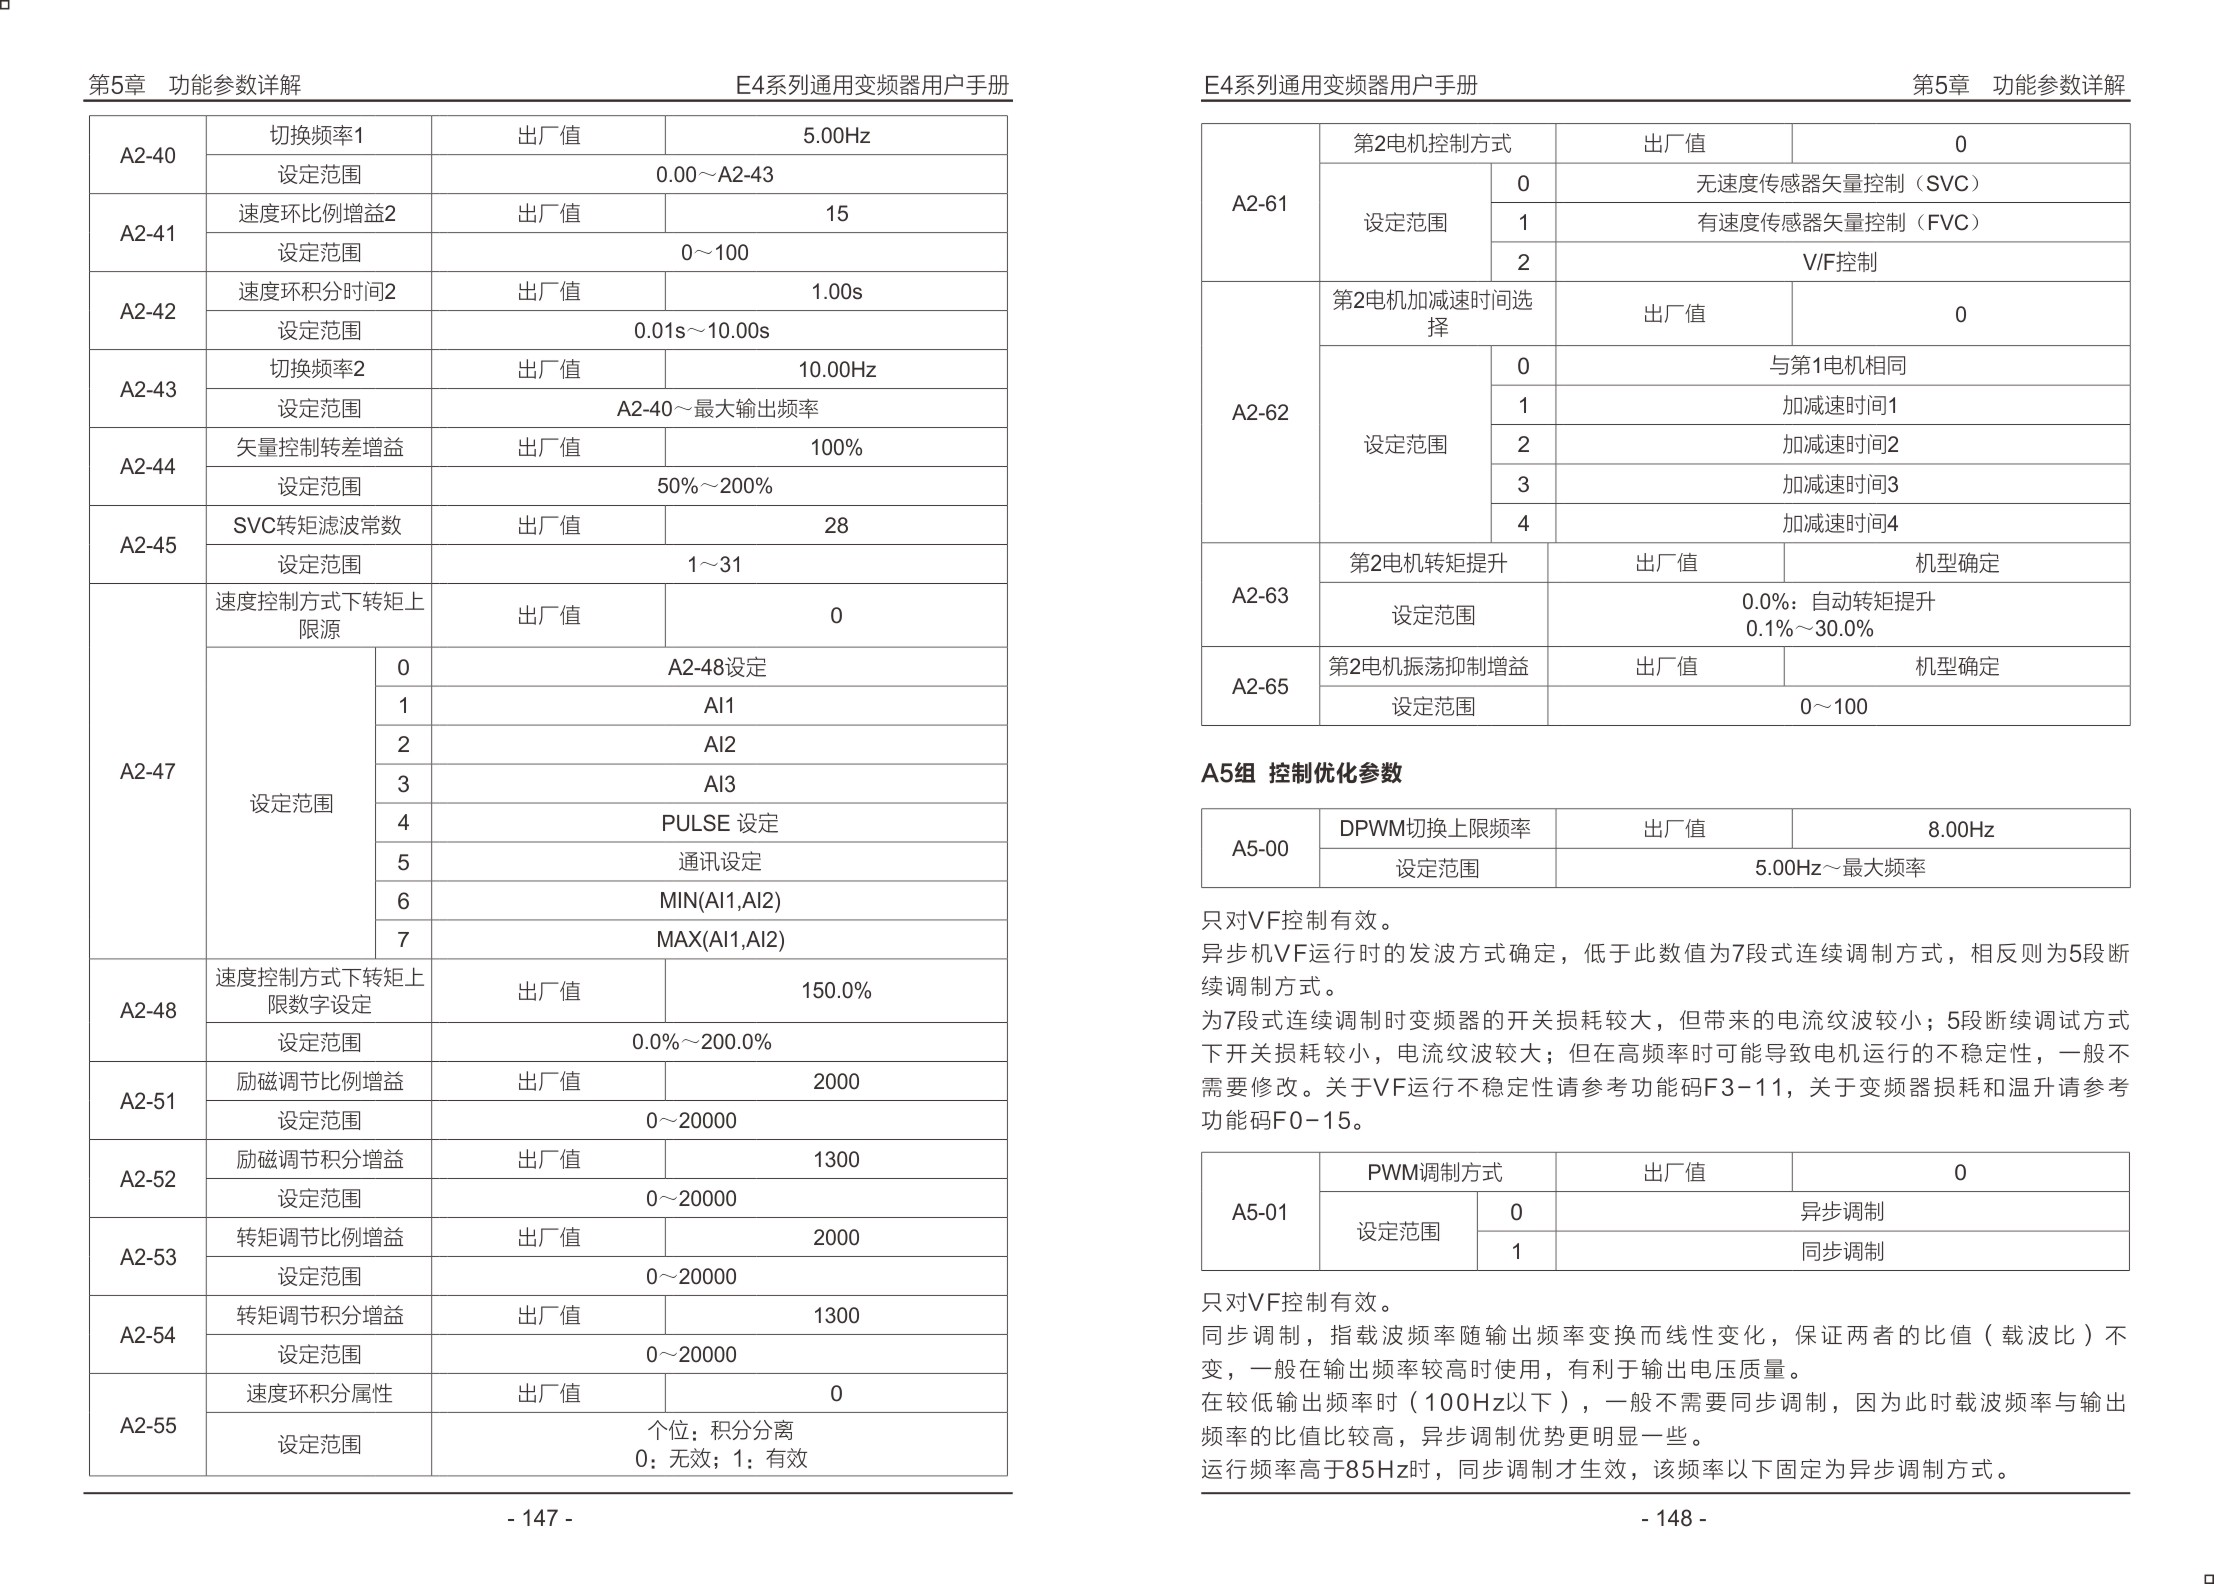 第5章 功能参数详解 E4系列通用变频器用户手册
A2-40 切换频率1 出厂值 5.00Hz
设定范围 0.00～A2-43
A2-41 速度环比例增益2 出厂值 15
设定范围 0～100
A2-42 速度环积分时间2 出厂值 1.00s
设定范围 0.01s～10.00s
A2-43 切换频率2 出厂值 10.00Hz
设定范围 A2-40～最大输出频率
A2-44 矢量控制转差增益 出厂值 100%
设定范围 50%～200%
A2-45 SVC转矩滤波常数 出厂值 28
设定范围 1～31
A2-47 速度控制方式下转矩上
限源 出厂值 0
设定范围 0 A2-48设定
1 AI1
2 AI2
3 AI3
4 PULSE 设定
5 通讯设定
6 MIN(AI1,AI2)
7 MAX(AI1,AI2)
A2-48 速度控制方式下转矩上
限数字设定 出厂值 150.0%
设定范围 0.0%～200.0%
A2-51 励磁调节比例增益 出厂值 2000
设定范围 0～20000
A2-52 励磁调节积分增益 出厂值 1300
设定范围 0～20000
A2-53 转矩调节比例增益 出厂值 2000
设定范围 0～20000
A2-54 转矩调节积分增益 出厂值 1300
设定范围 0～20000
A2-55 速度环积分属性 出厂值 0
设定范围 个位：积分分离
0：无效；1：有效
- 147 -
E4系列通用变频器用户手册 第5章 功能参数详解
A2-61 第2电机控制方式 出厂值 0
设定范围 0 无速度传感器矢量控制（SVC）
1 有速度传感器矢量控制（FVC）
2 V/F控制
A2-62 第2电机加减速时间选
择 出厂值 0
设定范围 0 与第1电机相同
1 加减速时间1
2 加减速时间2
3 加减速时间3
4 加减速时间4
A2-63 第2电机转矩提升 出厂值 机型确定
设定范围 0.0%：自动转矩提升
0.1%～30.0%
A2-65 第2电机振荡抑制增益 出厂值 机型确定
设定范围 0～100
A5组 控制优化参数
A5-00 DPWM切换上限频率 出厂值 8.00Hz
设定范围 5.00Hz～最大频率
只对VF控制有效。
异步机VF运行时的发波方式确定，低于此数值为7段式连续调制方式，相反则为5段断
续调制方式。
为7段式连续调制时变频器的开关损耗较大，但带来的电流纹波较小；5段断续调试方式
下开关损耗较小，电流纹波较大；但在高频率时可能导致电机运行的不稳定性，一般不
需要修改。关于VF运行不稳定性请参考功能码F3-11，关于变频器损耗和温升请参考
功能码F0-15。
A5-01 PWM调制方式 出厂值 0
设定范围 0 异步调制
1 同步调制
只对VF控制有效。
同步调制，指载波频率随输出频率变换而线性变化，保证两者的比值（载波比）不
变，一般在输出频率较高时使用，有利于输出电压质量。
在较低输出频率时（100Hz以下），一般不需要同步调制，因为此时载波频率与输出
频率的比值比较高，异步调制优势更明显一些。
运行频率高于85Hz时，同步调制才生效，该频率以下固定为异步调制方式。
- 148 -